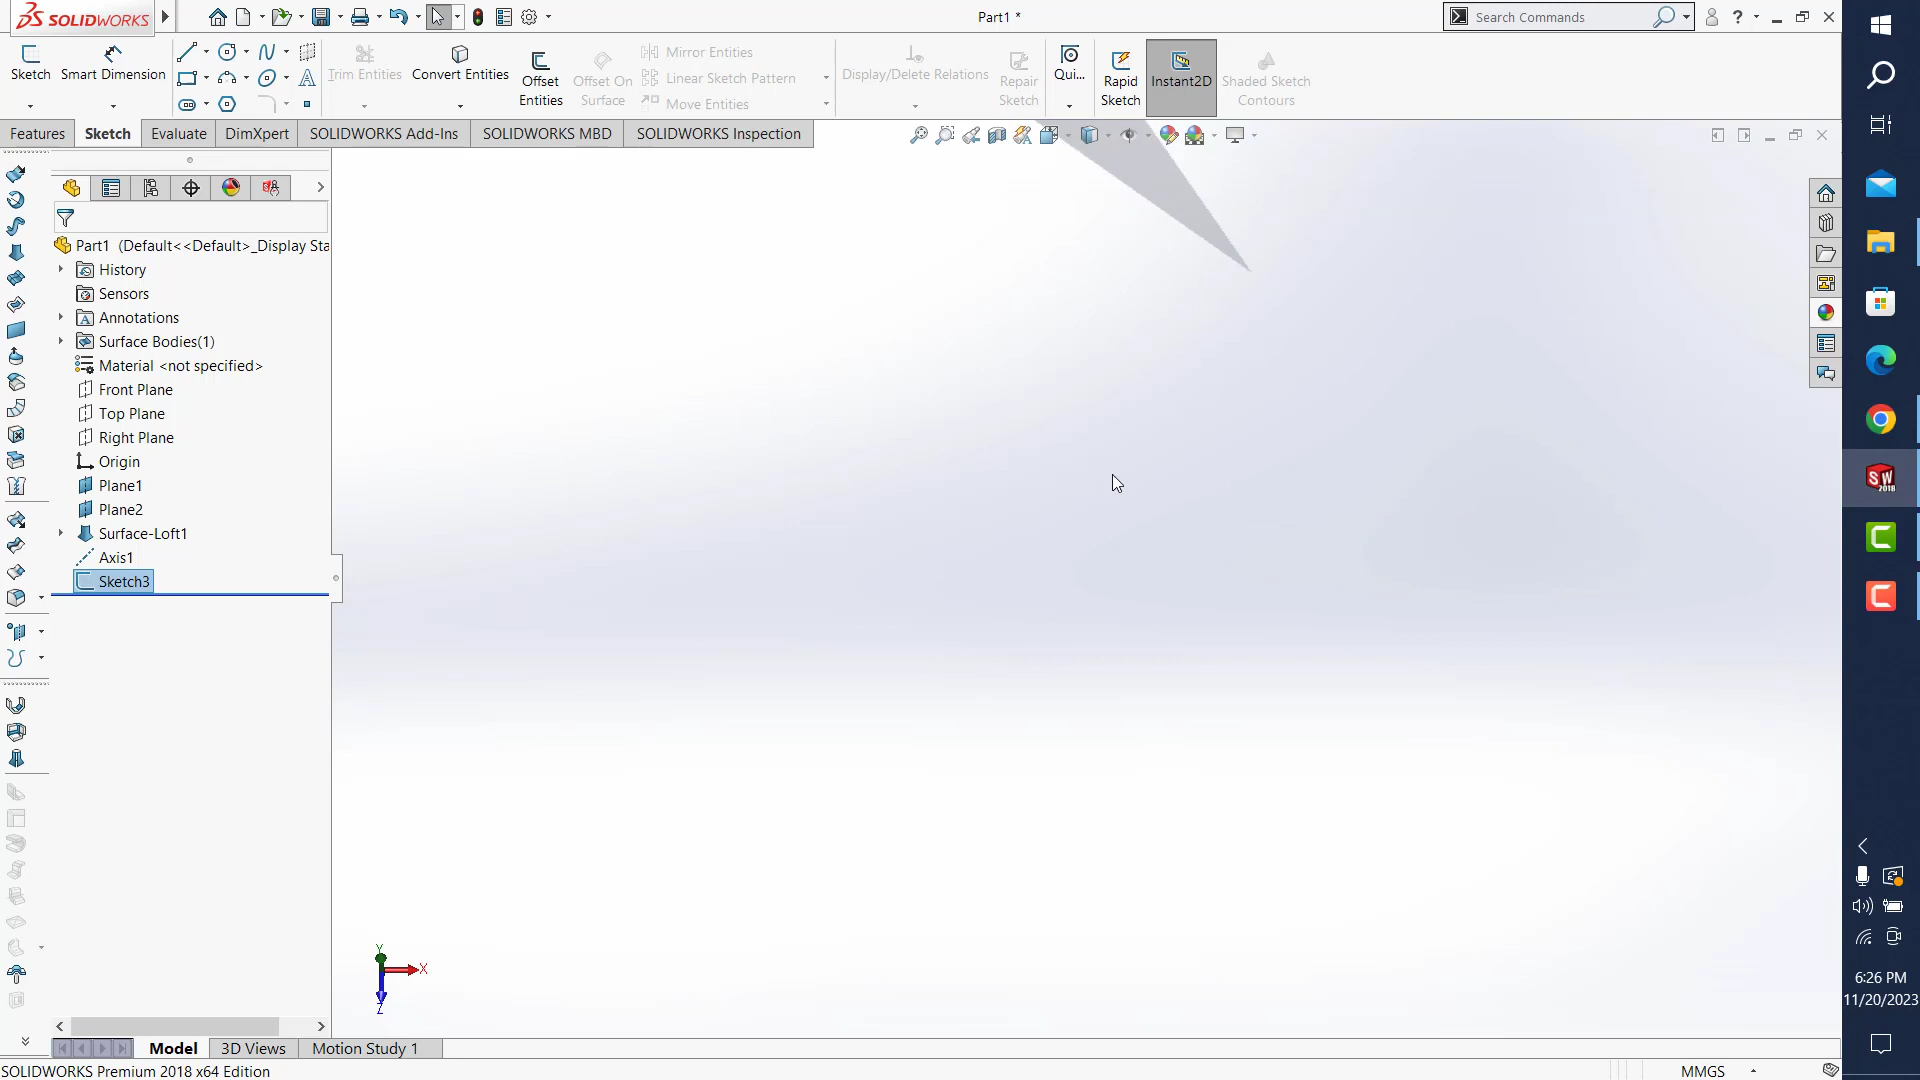 SOLIDWORKS
Part1 *
Search Commands
Sketch
Smart Dimension
Trim Entities
Convert Entities
Offset Entities
Offset On Surface
Mirror Entities
Linear Sketch Pattern
Move Entities
Display/Delete Relations
Repair Sketch
Qui...
Rapid Sketch
Instant2D
Shaded Sketch Contours
Features
Sketch
Evaluate
DimXpert
SOLIDWORKS Add-Ins
SOLIDWORKS MBD
SOLIDWORKS Inspection
Part1 (Default<<Default>_Display Sta
History
Sensors
Annotations
Surface Bodies(1)
Material <not specified>
Front Plane
Top Plane
Right Plane
Origin
Plane1
Plane2
Surface-Loft1
Axis1
Sketch3
Y
X
Z
SW
2018
6:26 PM
11/20/2023
Model
3D Views
Motion Study 1
SOLIDWORKS Premium 2018 x64 Edition
MMGS